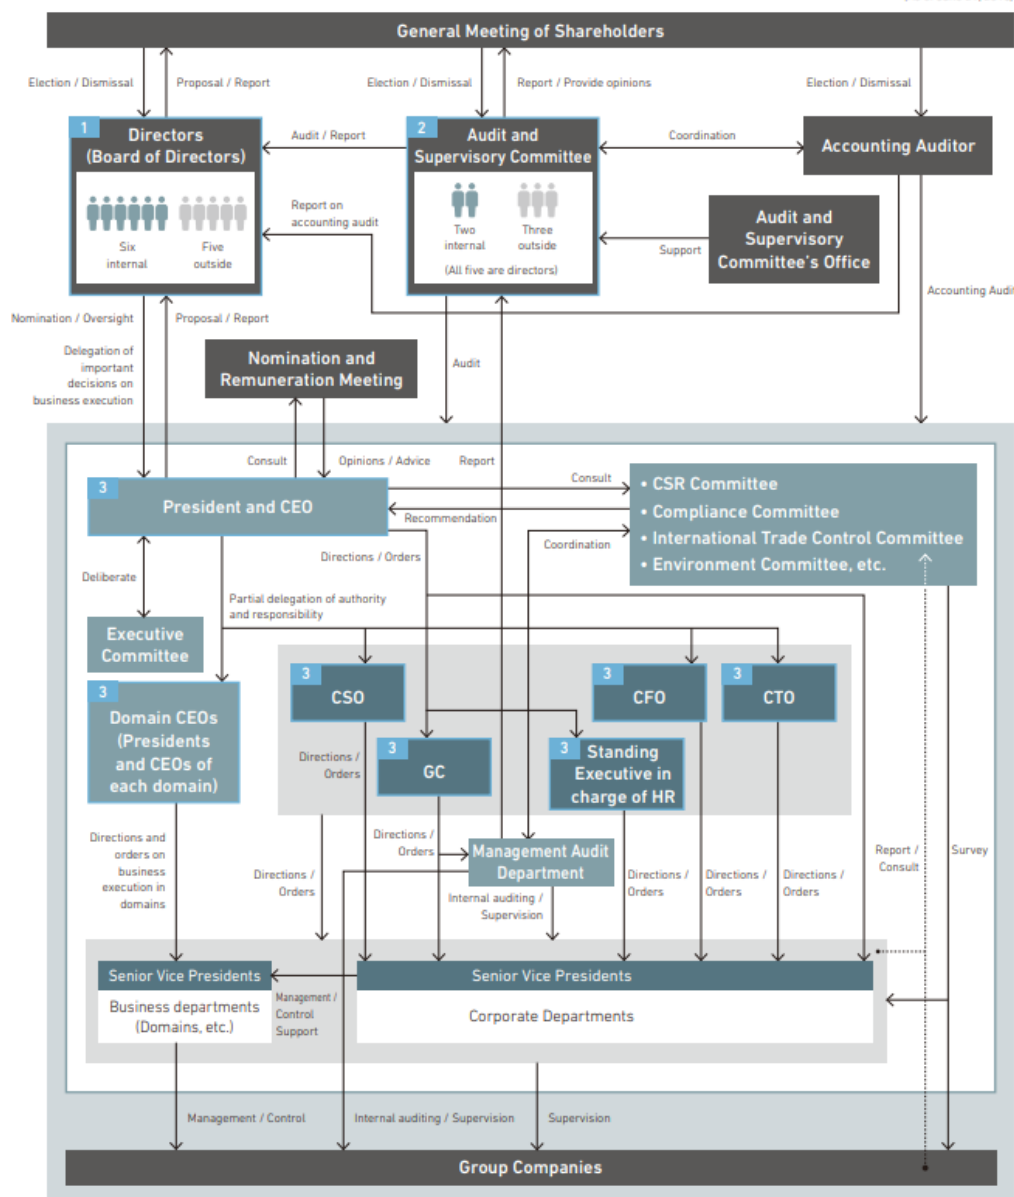 General Meeting of Shareholders
Election / Dismissal
Proposal / Report
Election / Dismissal
Report / Provide opinions
Election / Dismissal
1
Directors
(Board of Directors)
Six
internal
Five
outside
Audit / Report
Report on
accounting audit
2
Audit and
Supervisory Committee
Two
internal
Three
outside
(All five are directors)
Coordination
Accounting Auditor
Support
Audit and
Supervisory
Committee's Office
Accounting Audit
Nomination / Oversight
Proposal / Report
Delegation of
important
decisions on
business execution
Nomination and
Remuneration Meeting
Audit
Consult
Opinions / Advice
Report
3
President and CEO
Consult
Recommendation
• CSR Committee
• Compliance Committee
• International Trade Control Committee
• Environment Committee, etc.
Directions / Orders
Coordination
Deliberate
Partial delegation of authority
and responsibility
Executive
Committee
3
Domain CEOs
(Presidents
and CEOs of
each domain)
3
CSO
3
CFO
3
CTO
3
GC
3
Standing
Executive in
charge of HR
Directions /
Orders
Directions and
orders on
business
execution in
domains
Directions /
Orders
Directions /
Orders
Management Audit
Department
Internal auditing /
Supervision
Directions /
Orders
Directions /
Orders
Directions /
Orders
Report /
Consult
Survey
Senior Vice Presidents
Business departments
(Domains, etc.)
Management /
Control
Support
Senior Vice Presidents
Corporate Departments
Management / Control
Internal auditing / Supervision
Supervision
Group Companies